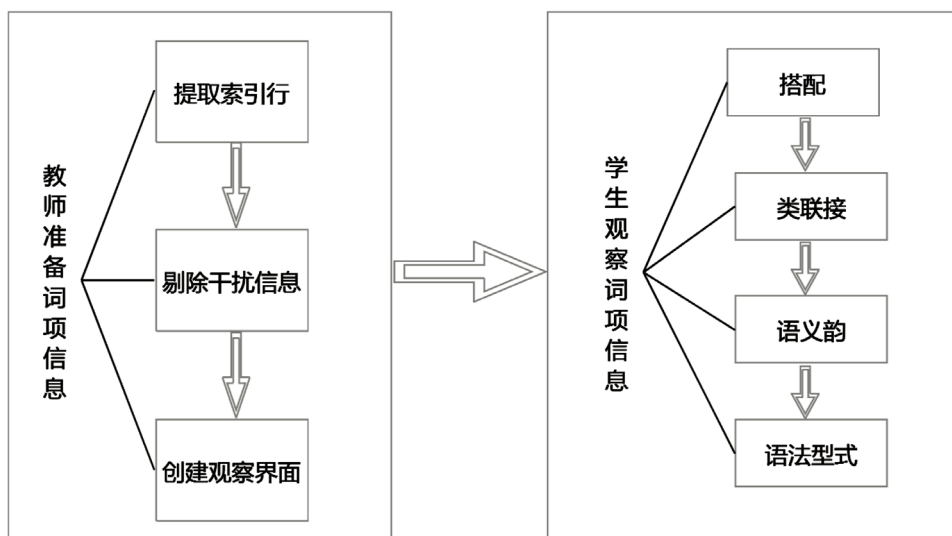 教师准备词项信息
提取索引行
剔除干扰信息
创建观察界面
学生观察词项信息
搭配
类联接
语义韵
语法型式